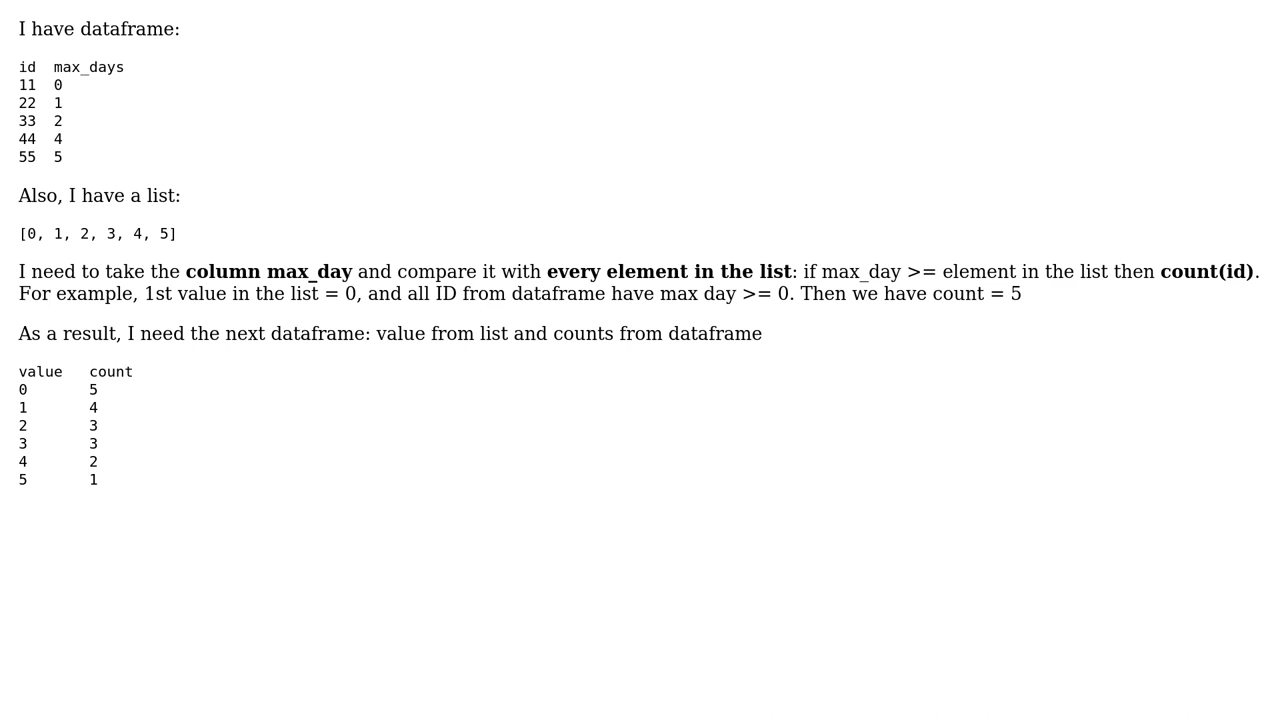 I have dataframe:
id  max_days
11  0
22  1
33  2
44  4
55  5
Also, I have a list:
[0, 1, 2, 3, 4, 5]
I need to take the column max_day and compare it with every element in the list: if max_day >= element in the list then count(id).
For example, 1st value in the list = 0, and all ID from dataframe have max day >= 0. Then we have count = 5
As a result, I need the next dataframe: value from list and counts from dataframe
value   count
0       5
1       4
2       3
3       3
4       2
5       1